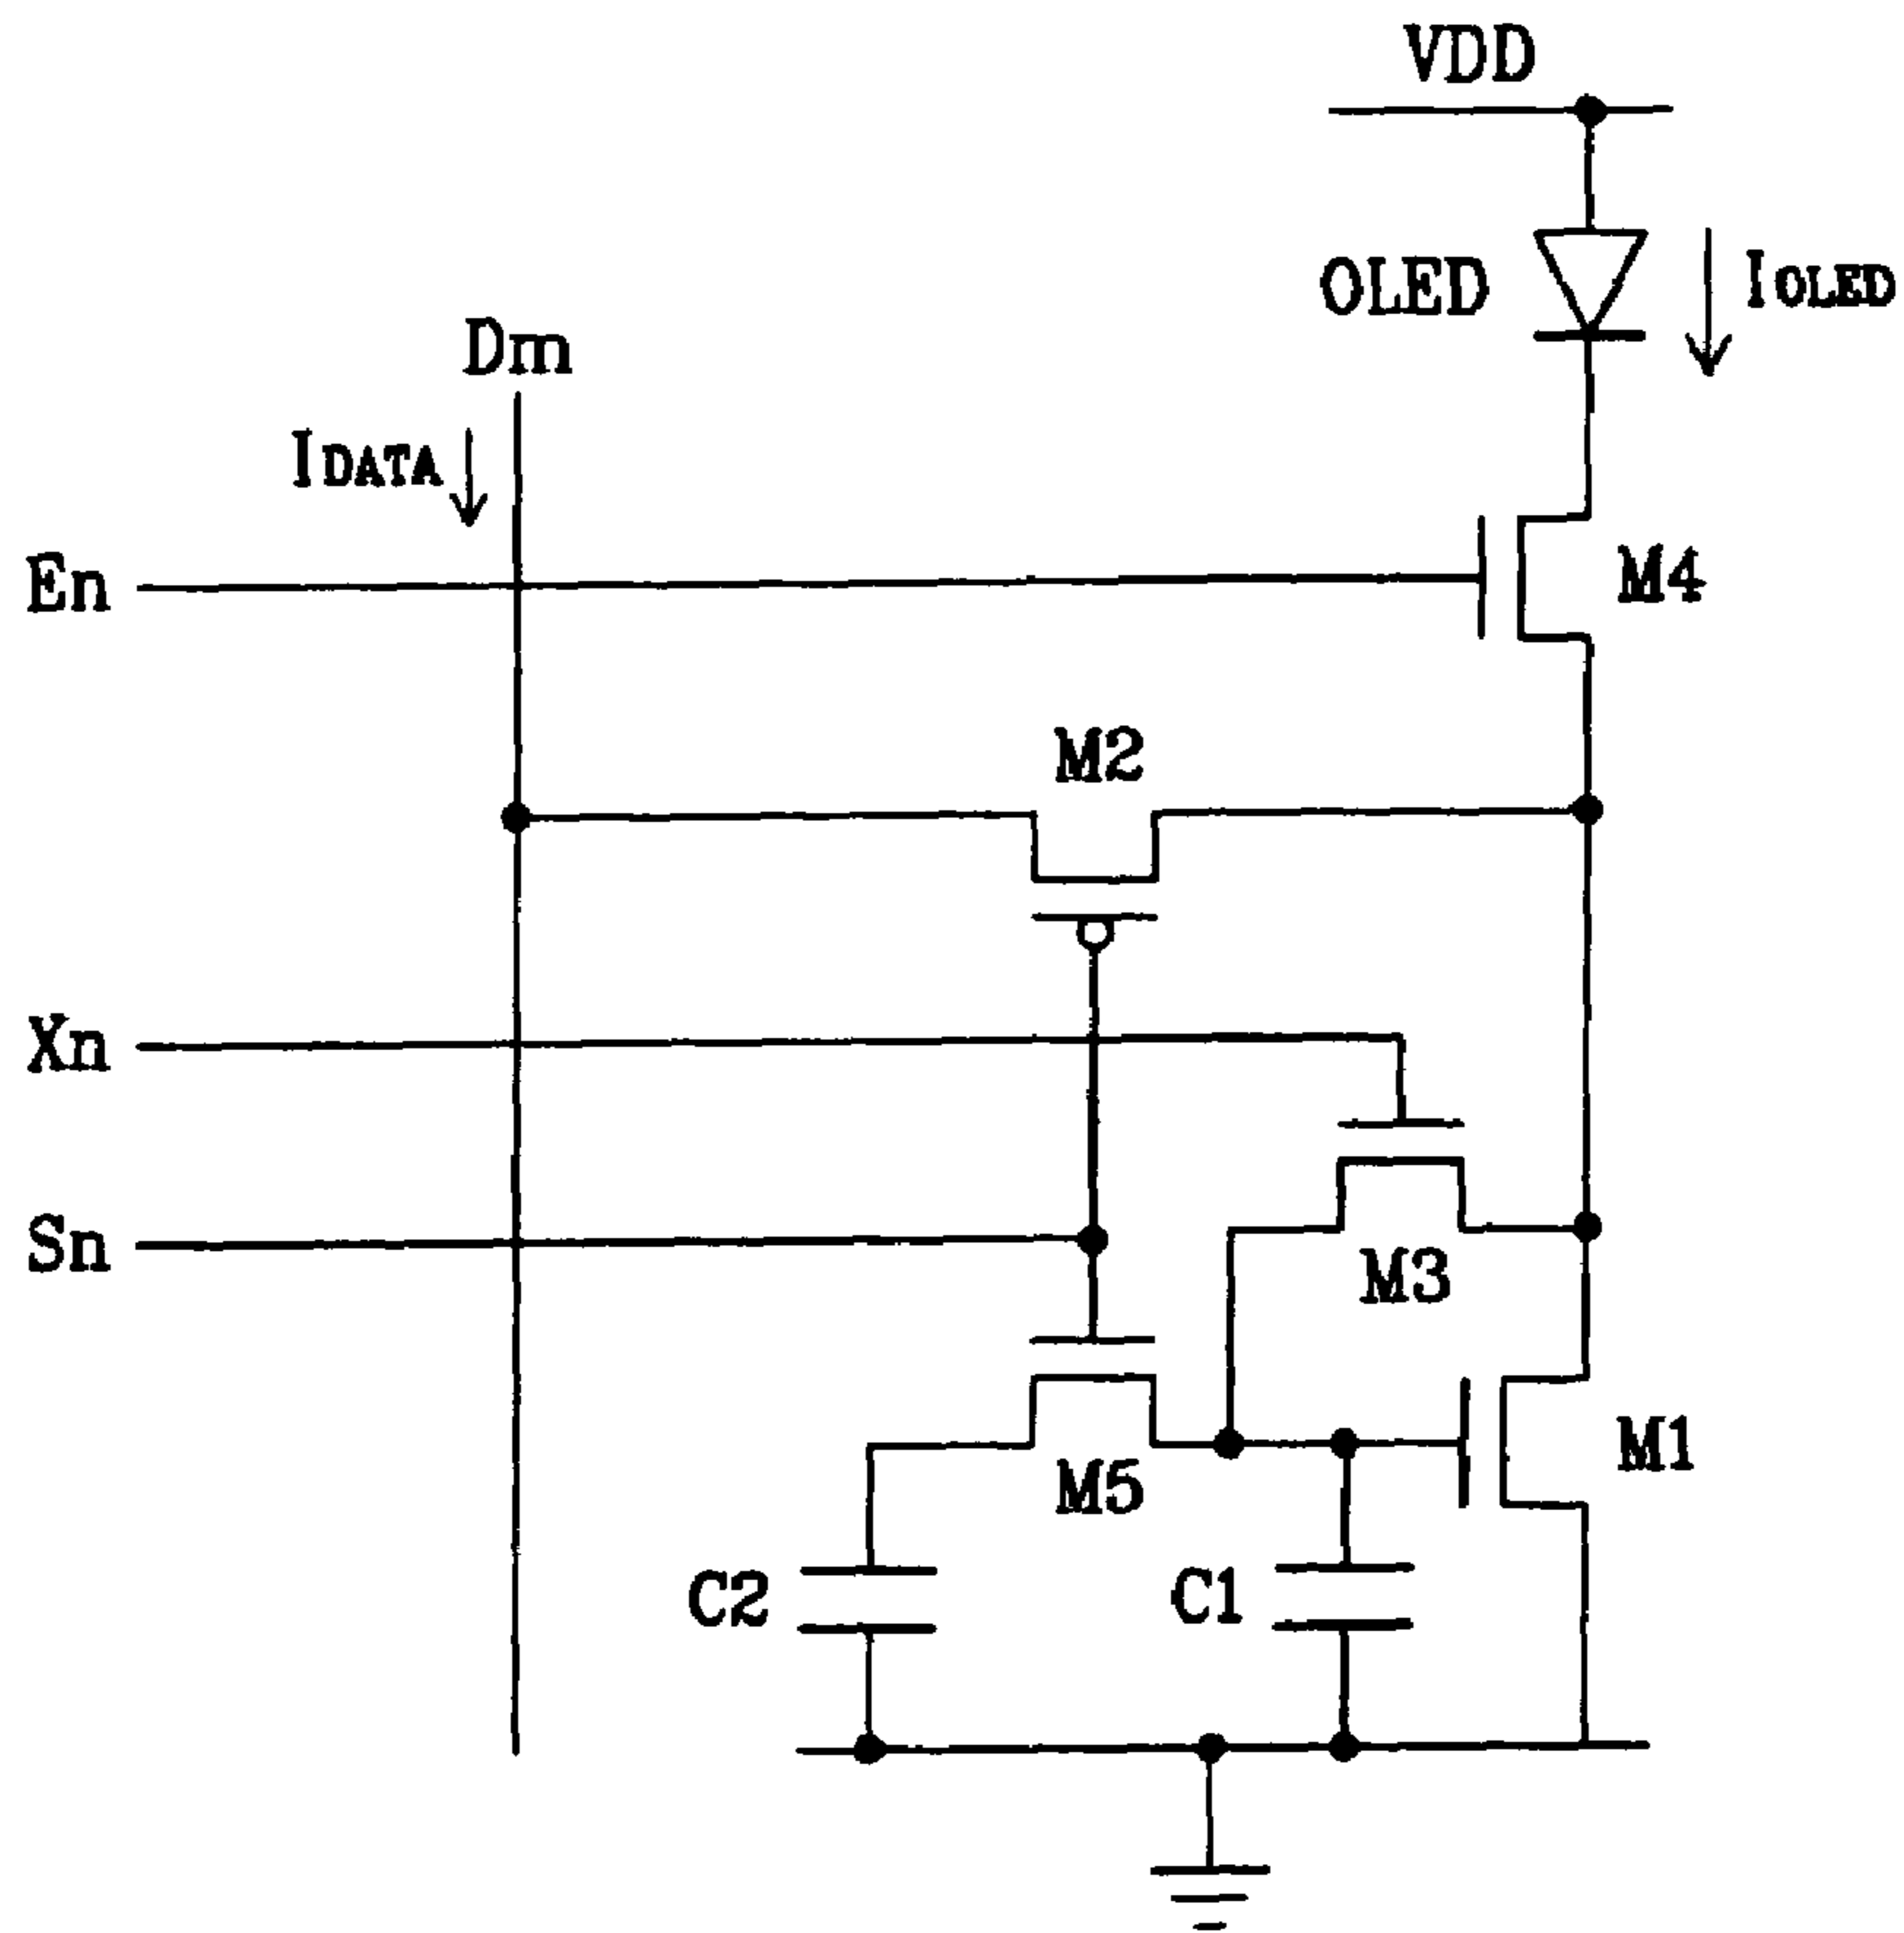 VDD
OLED
IOLED
Dm
IDATA
En
M4
M2
Xn
Sn
M3
M1
M5
C2
C1